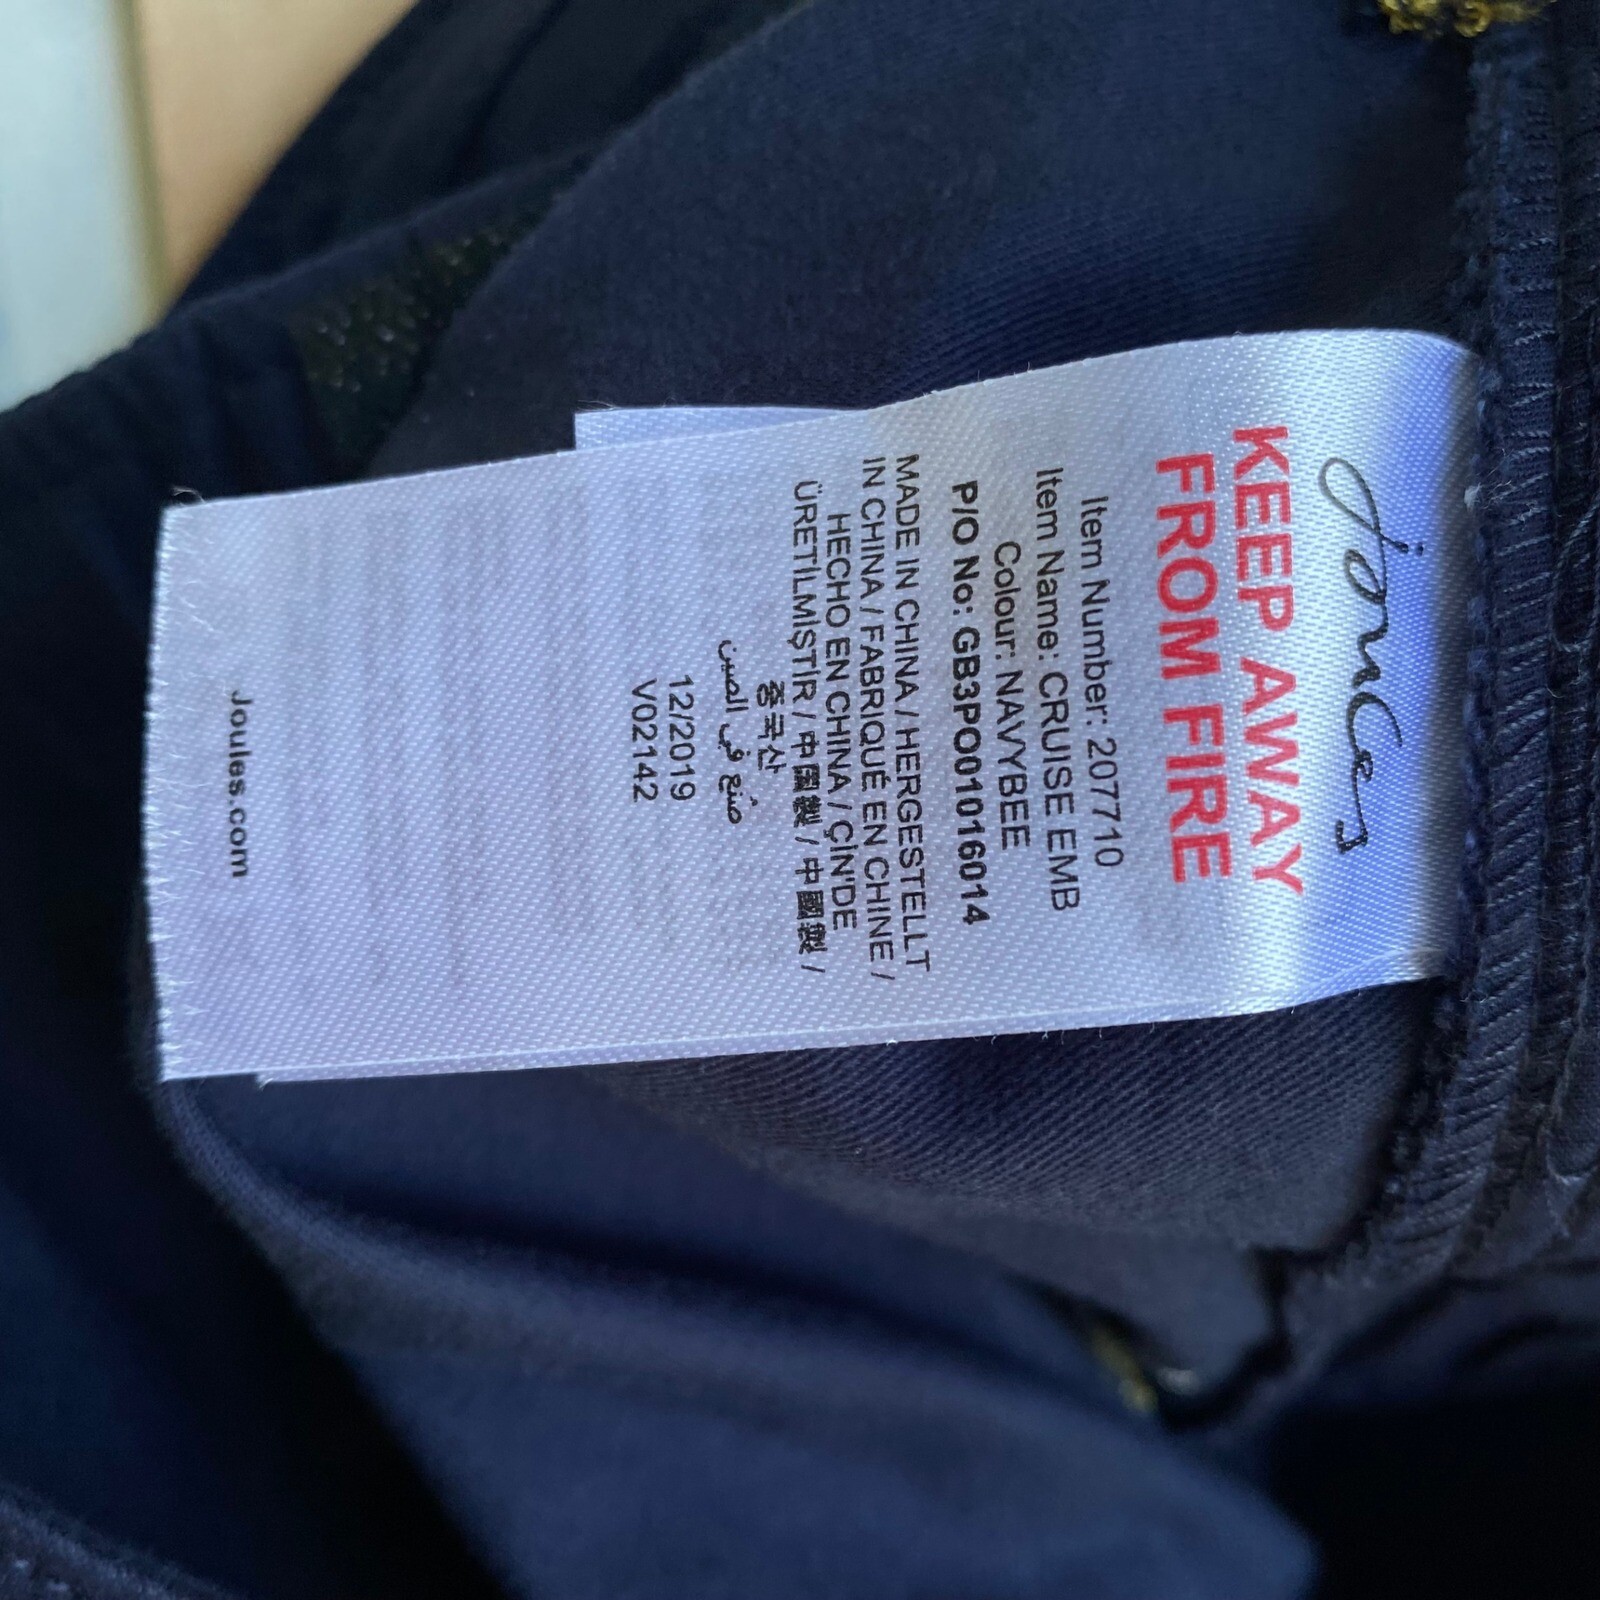 Joules
KEEP AWAY
FROM FIRE
Item Number: 207710
Item Name: CRUISE EMB
Colour: NAVYBEE
P/O No: GB3PO01016014
MADE IN CHINA / HERGESTELLT
IN CHINA / FABRIQUÉ EN CHINE /
HECHO EN CHINA / ÇİN'DE
ÜRETİLMİŞTİR / 中國製 / 中國製 /
중국산
صُنع في الصين
12/2019
V02142
Joules.com